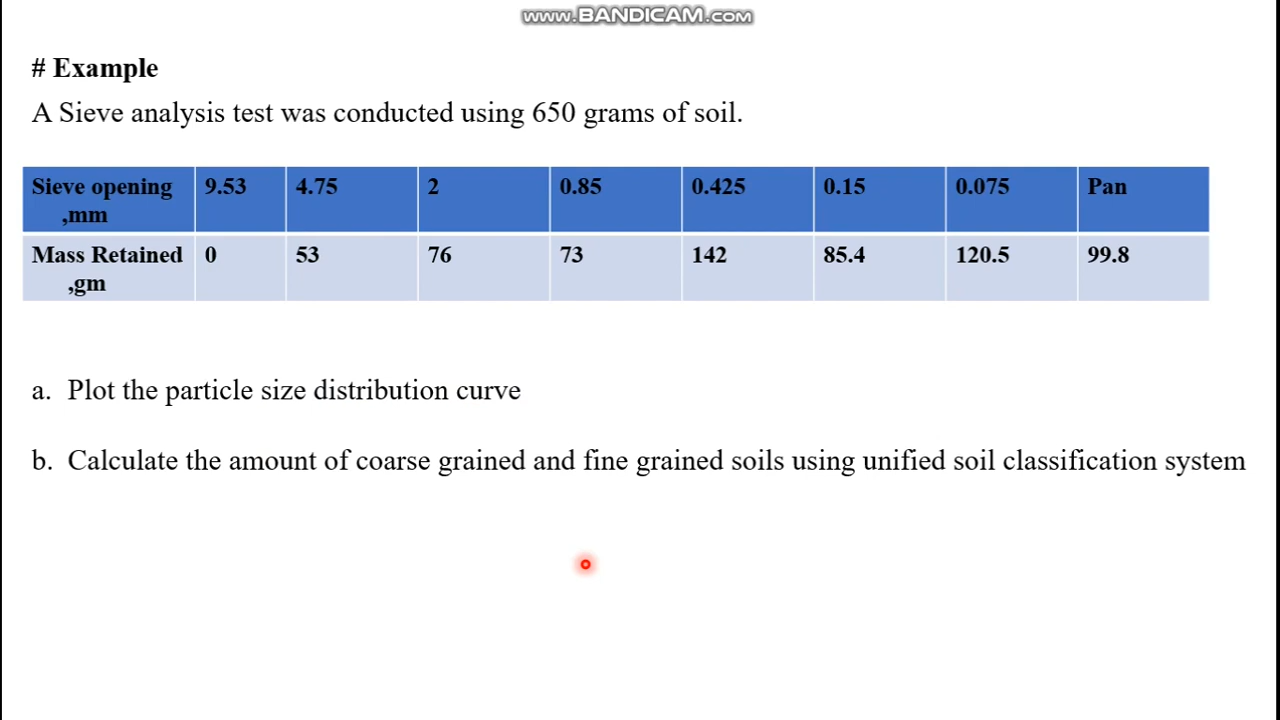 www.BANDICAM.com
# Example
A Sieve analysis test was conducted using 650 grams of soil.
Sieve opening ,mm 9.53 4.75 2 0.85 0.425 0.15 0.075 Pan
Mass Retained ,gm 0 53 76 73 142 85.4 120.5 99.8
a. Plot the particle size distribution curve
b. Calculate the amount of coarse grained and fine grained soils using unified soil classification system